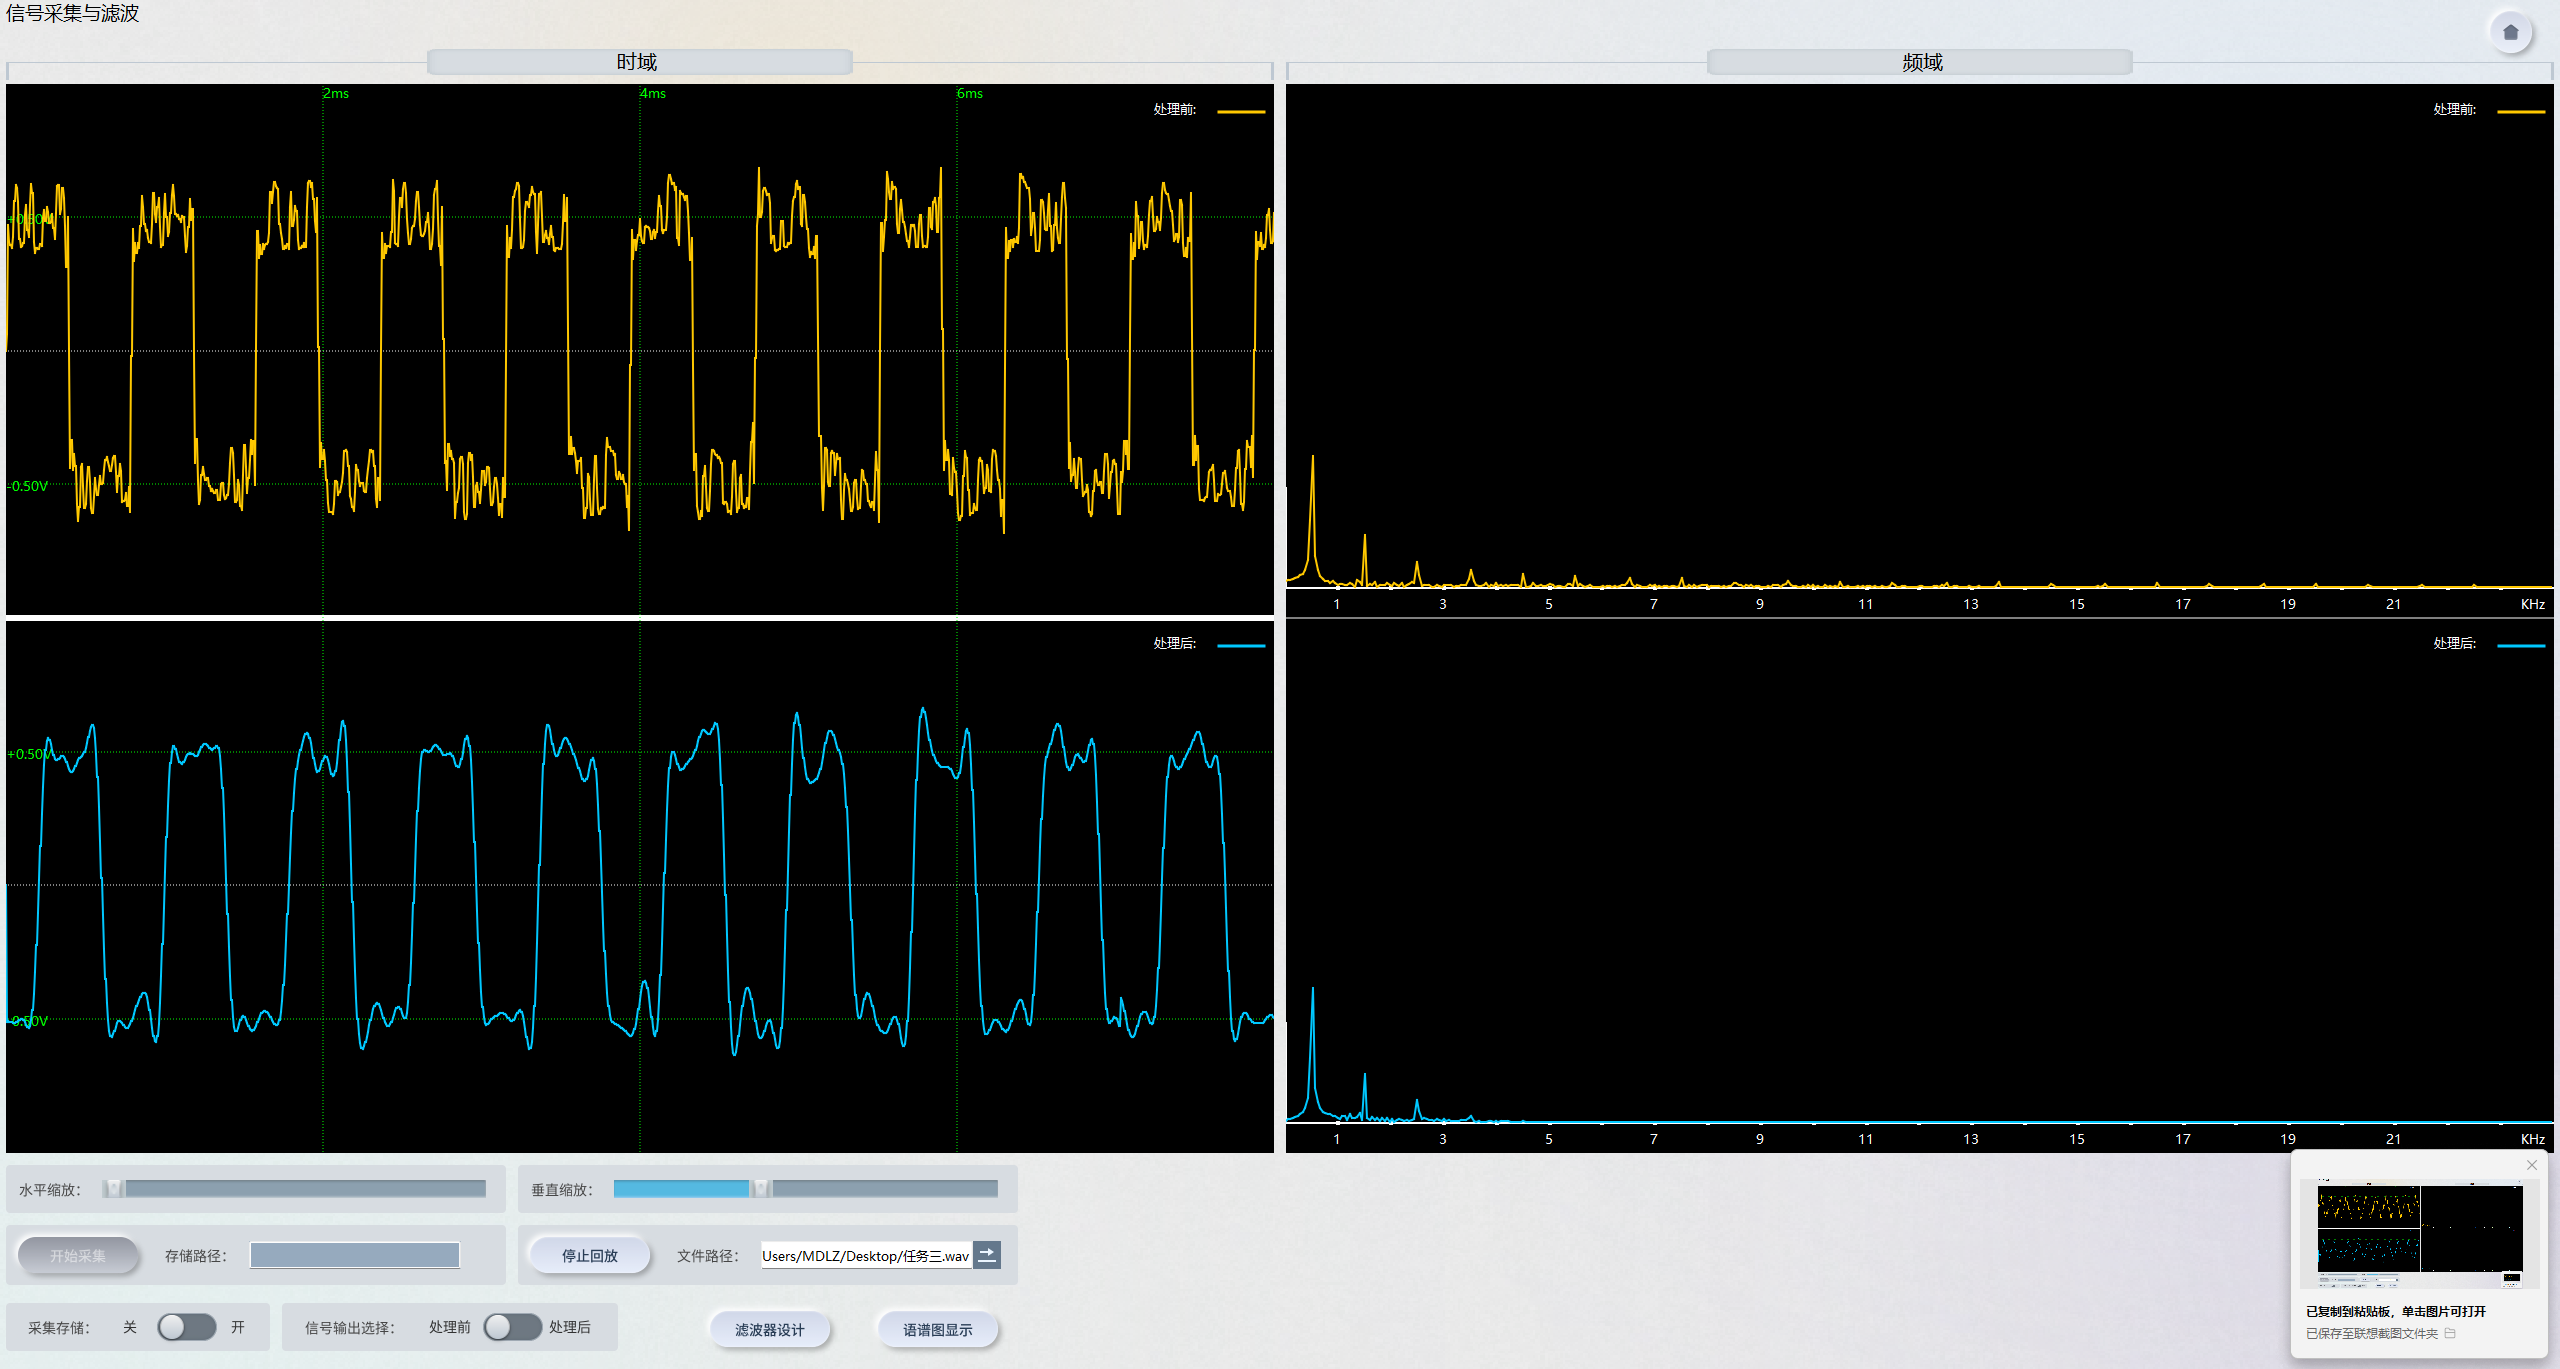 信号采集与滤波
时域
频域
2ms
4ms
6ms
处理前:
+0.50V
-0.50V
处理前:
1 3 5 7 9 11 13 15 17 19 21 KHz
处理后:
+0.50V
-0.50V
处理后:
1 3 5 7 9 11 13 15 17 19 21 KHz
水平缩放:
垂直缩放:
开始采集
存储路径:
停止回放
文件路径:
Users/MDLZ/Desktop/任务三.wav
采集存储:
关
开
信号输出选择:
处理前
处理后
滤波器设计
语谱图显示
已复制到粘贴板，单击图片可打开
已保存至联想截图文件夹